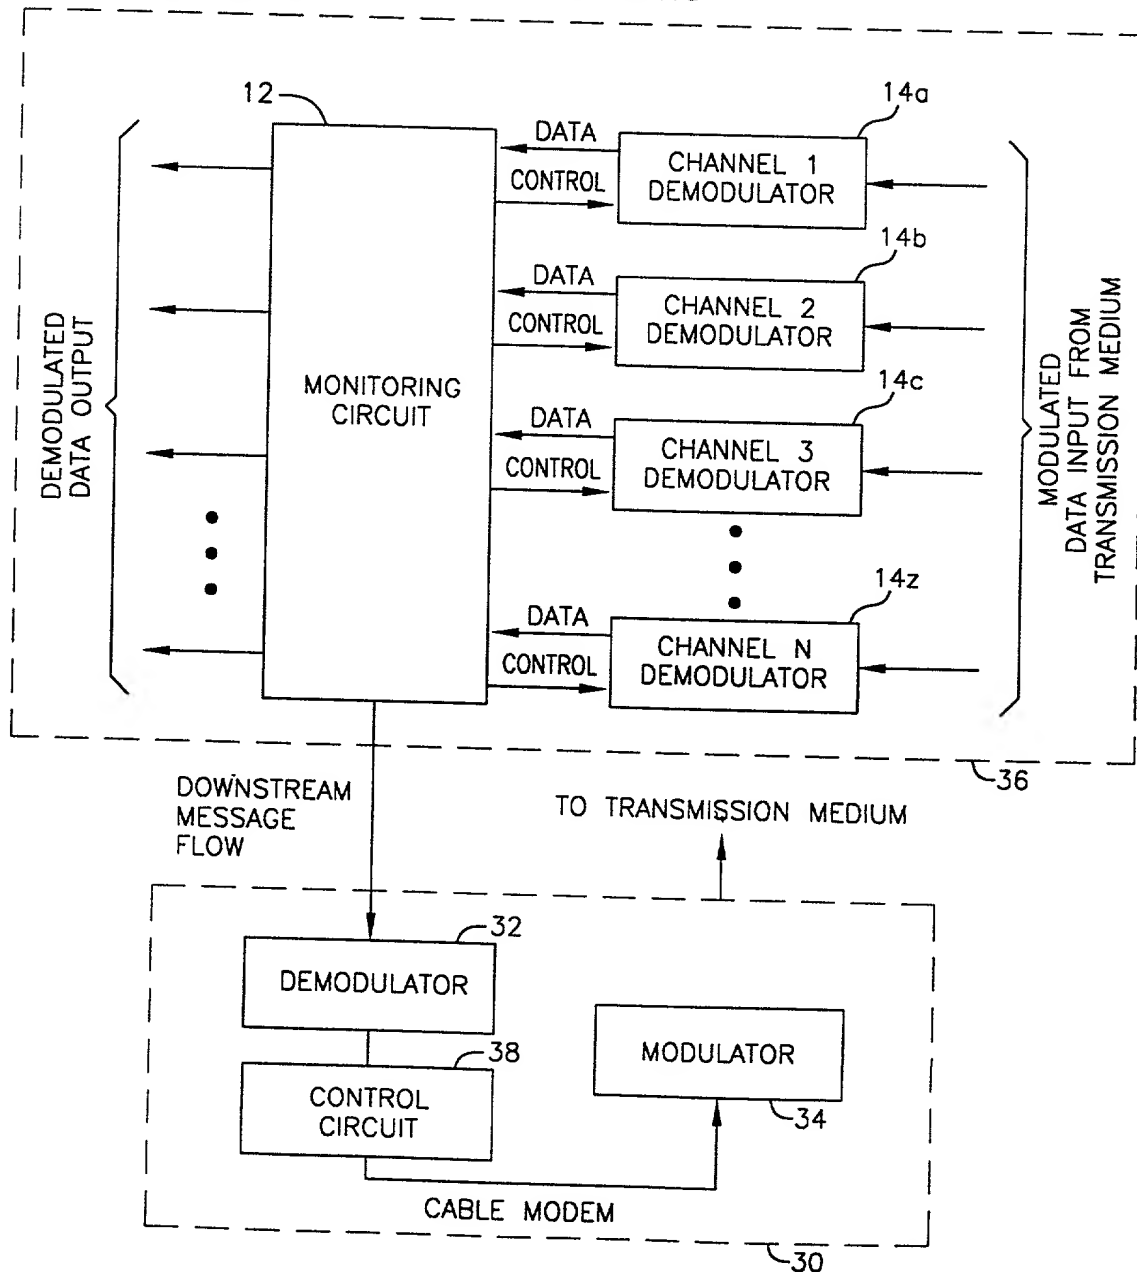 12
14a
DATA
CHANNEL 1
DEMODULATOR
CONTROL
14b
DATA
CHANNEL 2
DEMODULATOR
CONTROL
14c
DATA
CHANNEL 3
DEMODULATOR
CONTROL
14z
DATA
CHANNEL N
DEMODULATOR
CONTROL
MONITORING
CIRCUIT
DEMODULATED
DATA OUTPUT
MODULATED
DATA INPUT FROM
TRANSMISSION MEDIUM
36
DOWNSTREAM
MESSAGE
FLOW
TO TRANSMISSION MEDIUM
32
DEMODULATOR
38
CONTROL
CIRCUIT
MODULATOR
34
CABLE MODEM
30